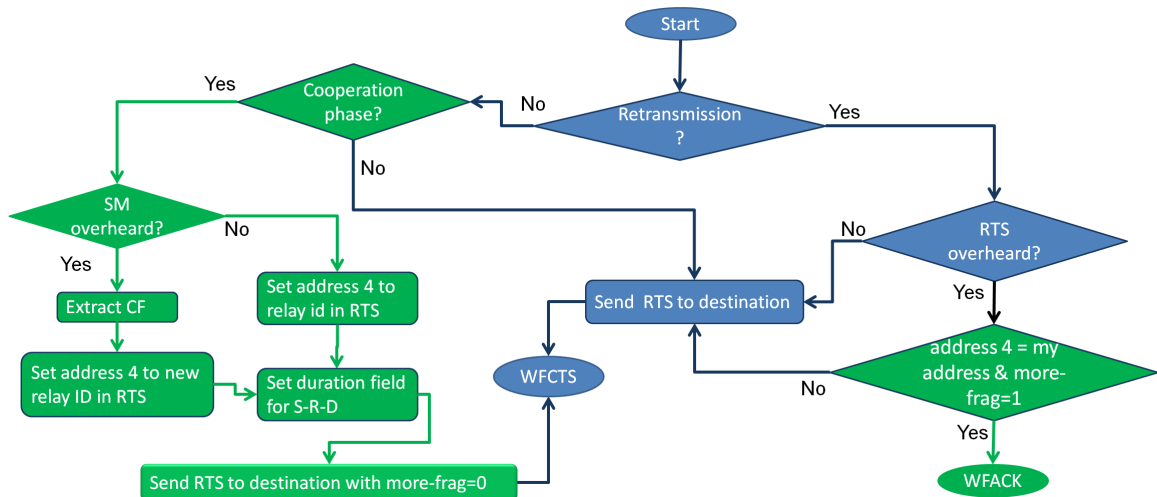 Start
Yes
Cooperation
phase?
No
Retransmission
?
Yes
No
SM
overheard?
No
Yes
RTS
overheard?
No
Yes
Extract CF
Set address 4 to
relay id in RTS
Send  RTS to destination
address 4 = my
address & more-
frag=1
No
Yes
Set address 4 to new
relay ID in RTS
Set duration field
for S-R-D
WFCTS
Send RTS to destination with more-frag=0
WFACK